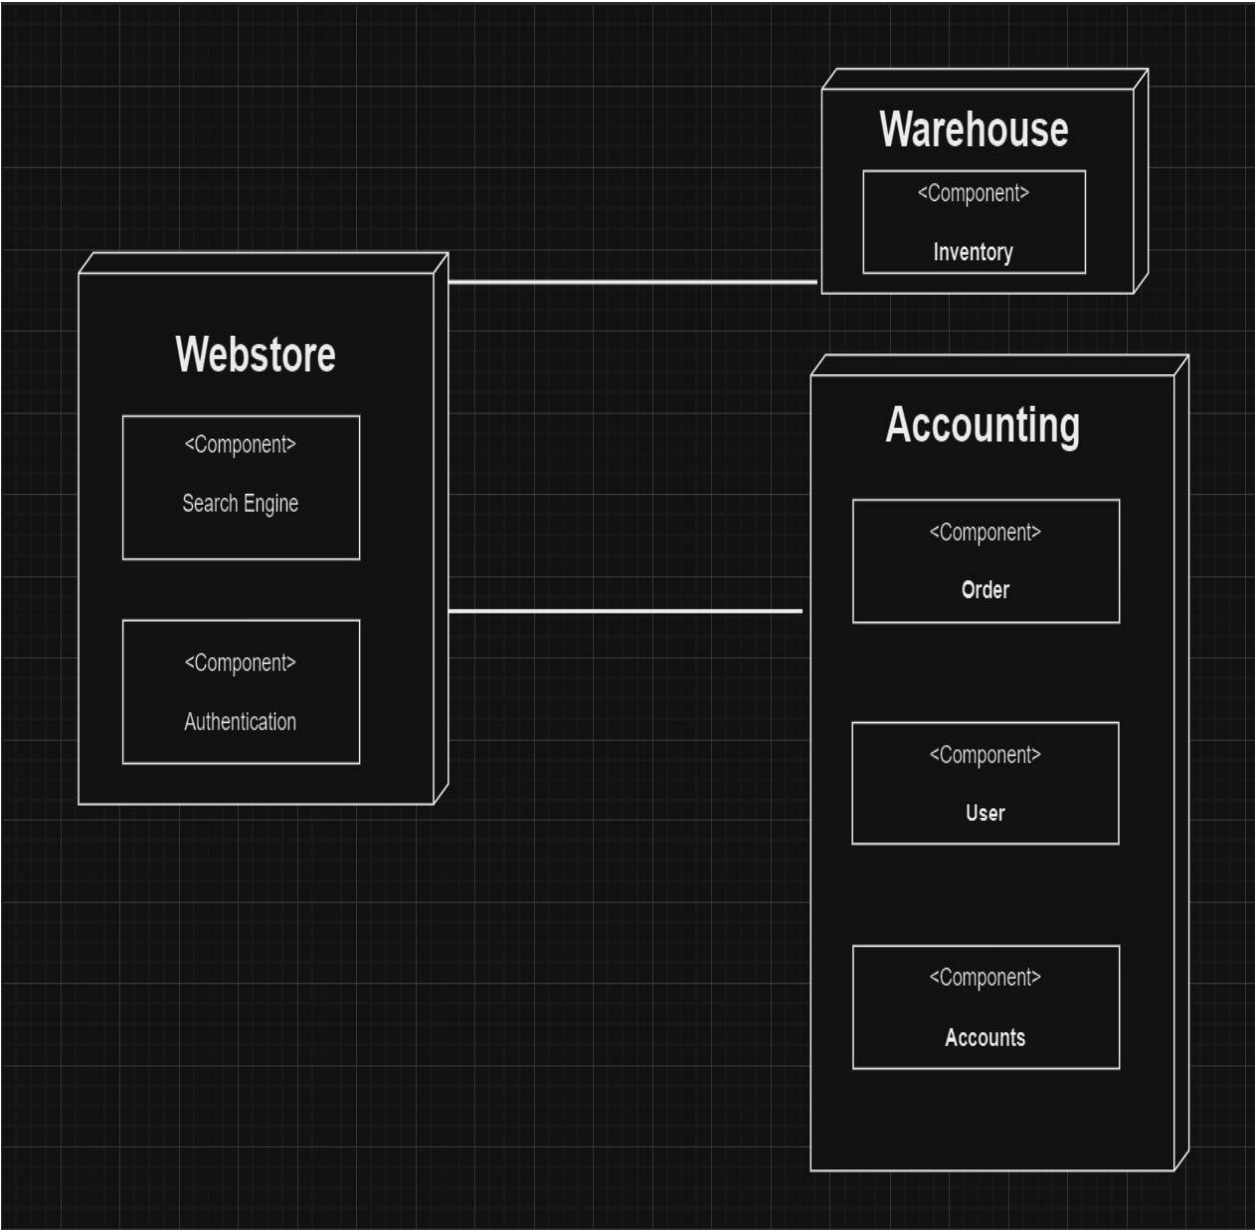 Warehouse
<Component>
Inventory
Webstore
<Component>
Search Engine
<Component>
Authentication
Accounting
<Component>
Order
<Component>
User
<Component>
Accounts